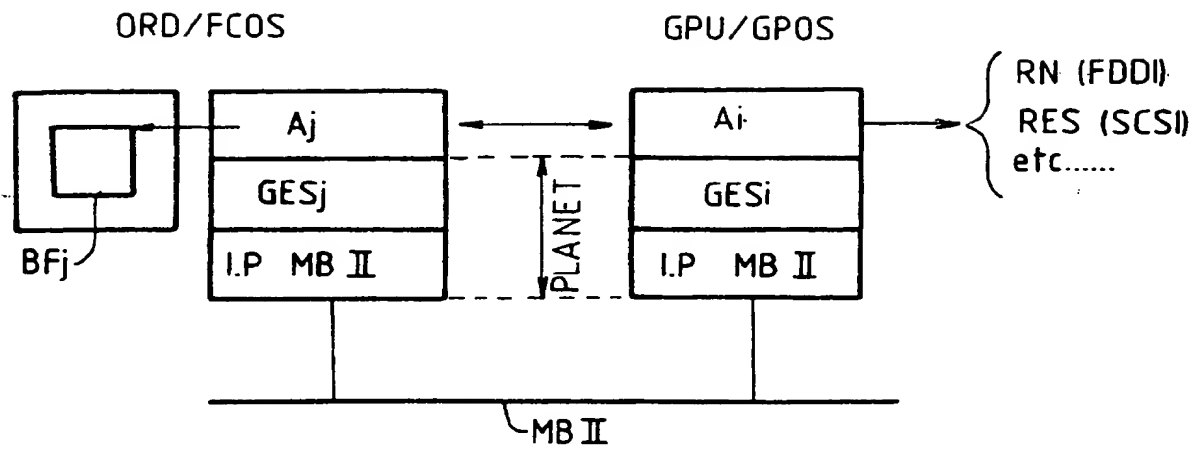 ORD/FCOS
GPU/GPOS
Aj
Ai
RN (FDDI)
RES (SCSI)
etc......
GESj
PLANET
GESi
BFj
I.P MB II
I.P MB II
MB II